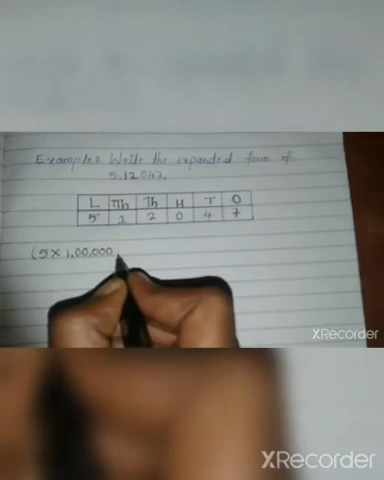 Example: Write the expanded form of
5,12,047.
L TTh Th H T O
5 1 2 0 4 7
(5 × 1,00,000
XRecorder
XRecorder